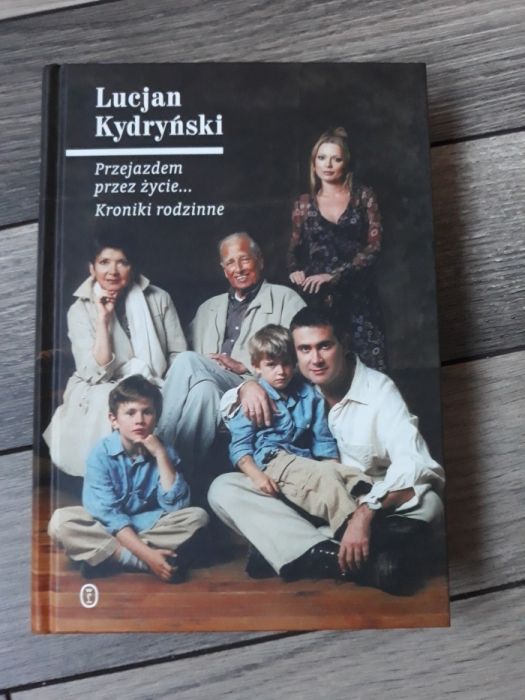 Lucjan
Kydryński
Przejazdem
przez życie...
Kroniki rodzinne